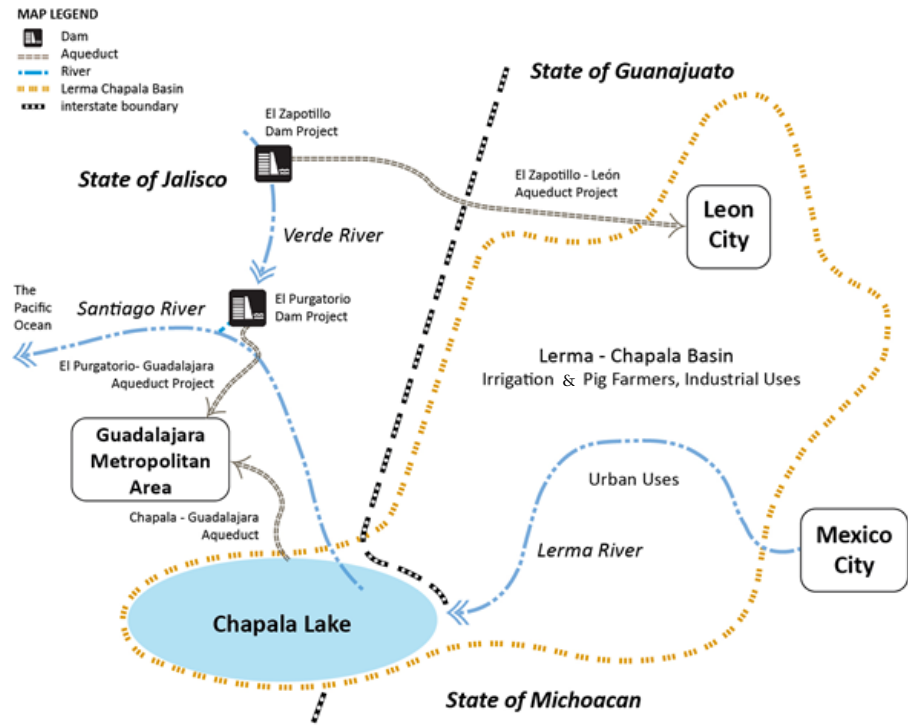 MAP LEGEND
Dam
Aqueduct
River
Lerma Chapala Basin
interstate boundary
State of Guanajuato
El Zapotillo
Dam Project
State of Jalisco
El Zapotillo - León
Aqueduct Project
Leon
City
Verde River
The
Pacific
Ocean
Santiago River
El Purgatorio
Dam Project
El Purgatorio- Guadalajara
Aqueduct Project
Lerma - Chapala Basin
Irrigation & Pig Farmers, Industrial Uses
Guadalajara
Metropolitan
Area
Urban Uses
Chapala - Guadalajara
Aqueduct
Lerma River
Mexico
City
Chapala Lake
State of Michoacan